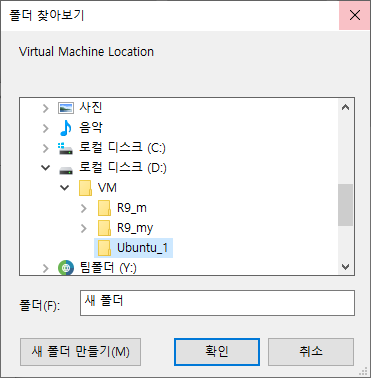 폴더 찾아보기
Virtual Machine Location
사진
음악
로컬 디스크 (C:)
로컬 디스크 (D:)
VM
R9_m
R9_my
Ubuntu_1
팀폴더 (Y:)
폴더(F):
새 폴더
새 폴더 만들기(M)
확인
취소